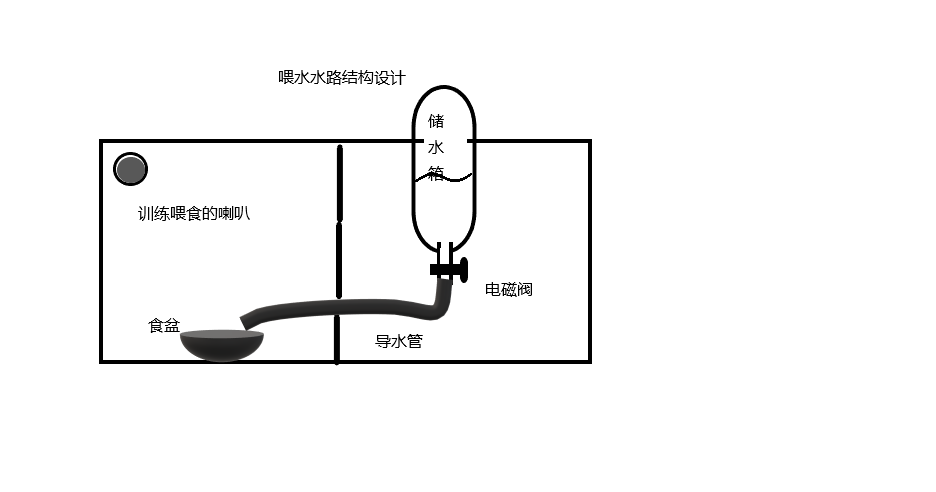 喂水水路结构设计
储
水
箱
训练喂食的喇叭
电磁阀
食盆
导水管